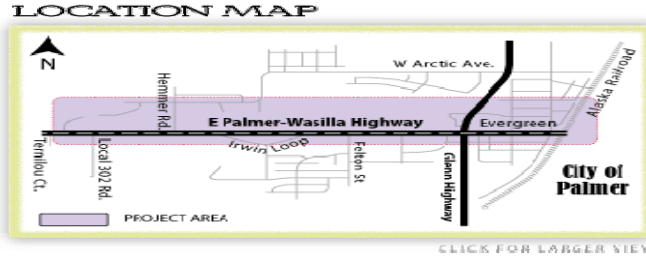 LOCATION MAP
N
W Arctic Ave.
Alaska Railroad
Hemmer Rd.
E Palmer-Wasilla Highway
Evergreen
Ternilou Ct.
Local 302 Rd.
Irwin Loop
Felton St
Glenn Highway
City of
Palmer
PROJECT AREA
CLICK FOR LARGER VIEW